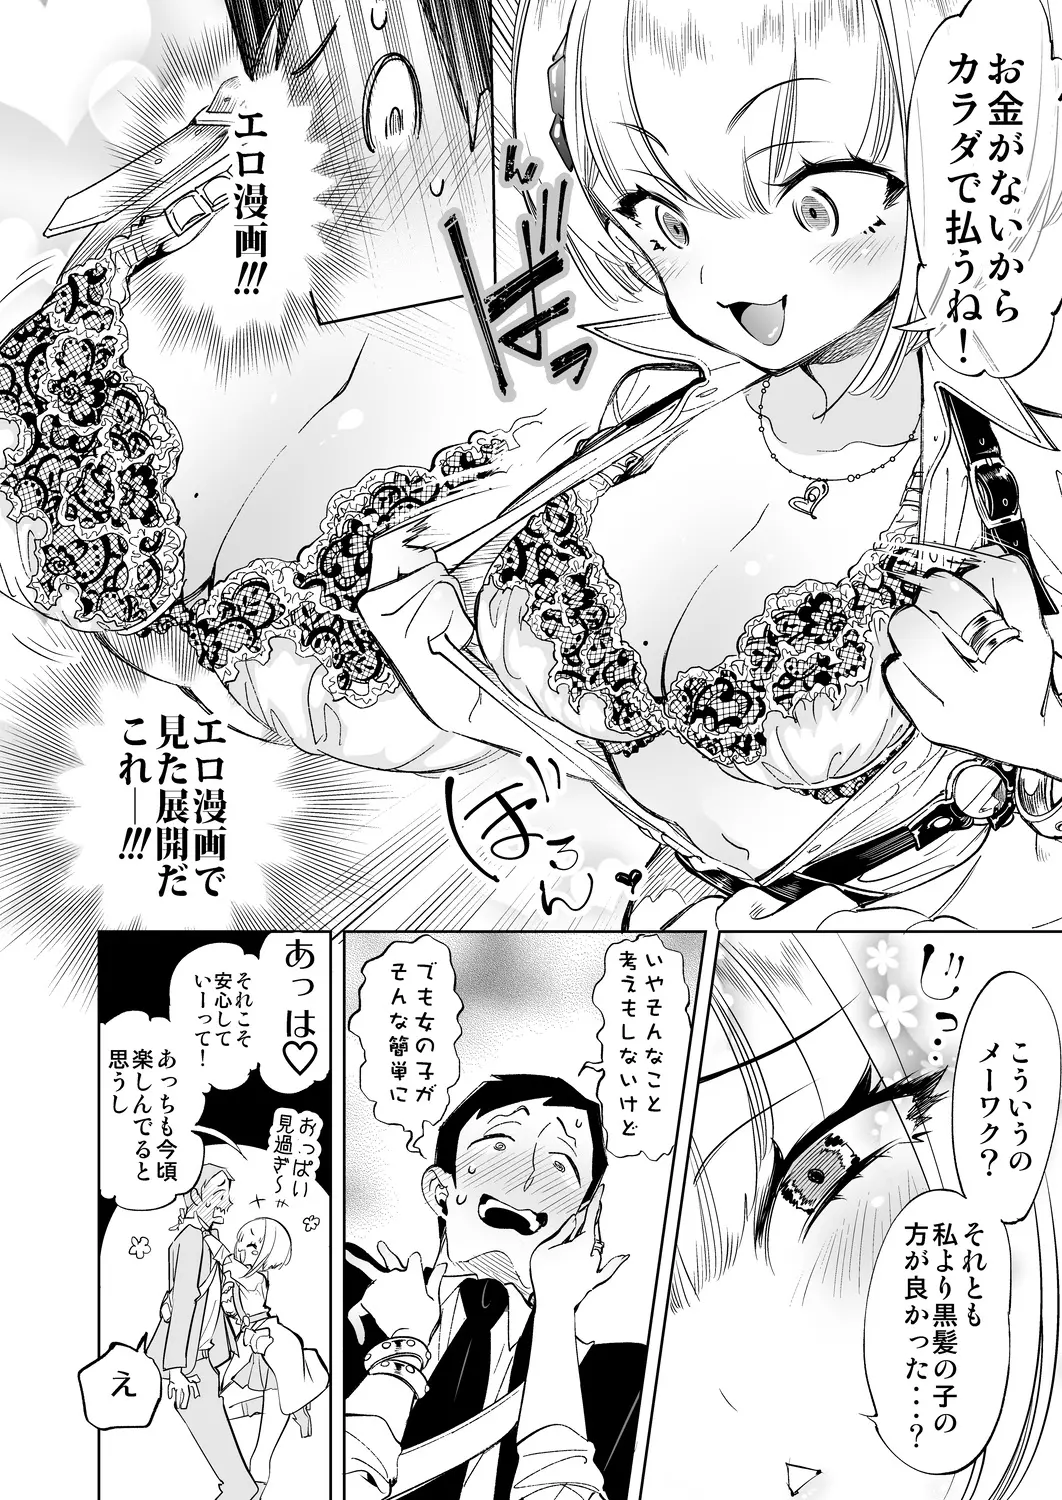 お金がないから
カラダで払うね！
ばっ
んっ
エロ漫画!!!
ぽろん♥
エロ漫画で
見た展開だ
これ―!!!
じっ…
こういうの
メーワク？
それとも
私より黒髪の子の
方が良かった・・・？
いやそんなこと
考えもしないけど
でも女の子が
そんな簡単に
あっは♡
それこそ
安心して
いーって！
あっちも今頃
楽しんでると
思うし
おっぱい
見過ぎ～
え